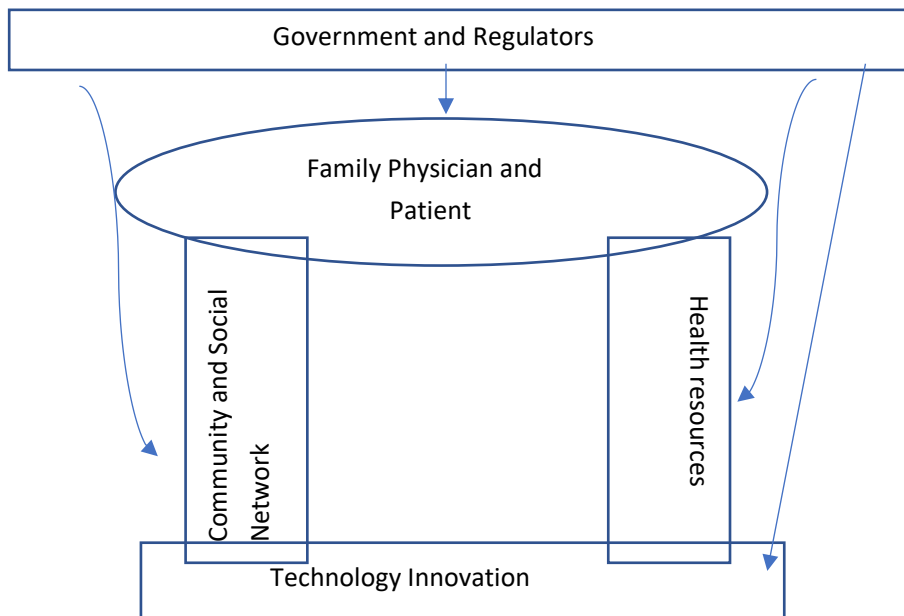 Government and Regulators
Family Physician and
Patient
Community and Social
Network
Health resources
Technology Innovation